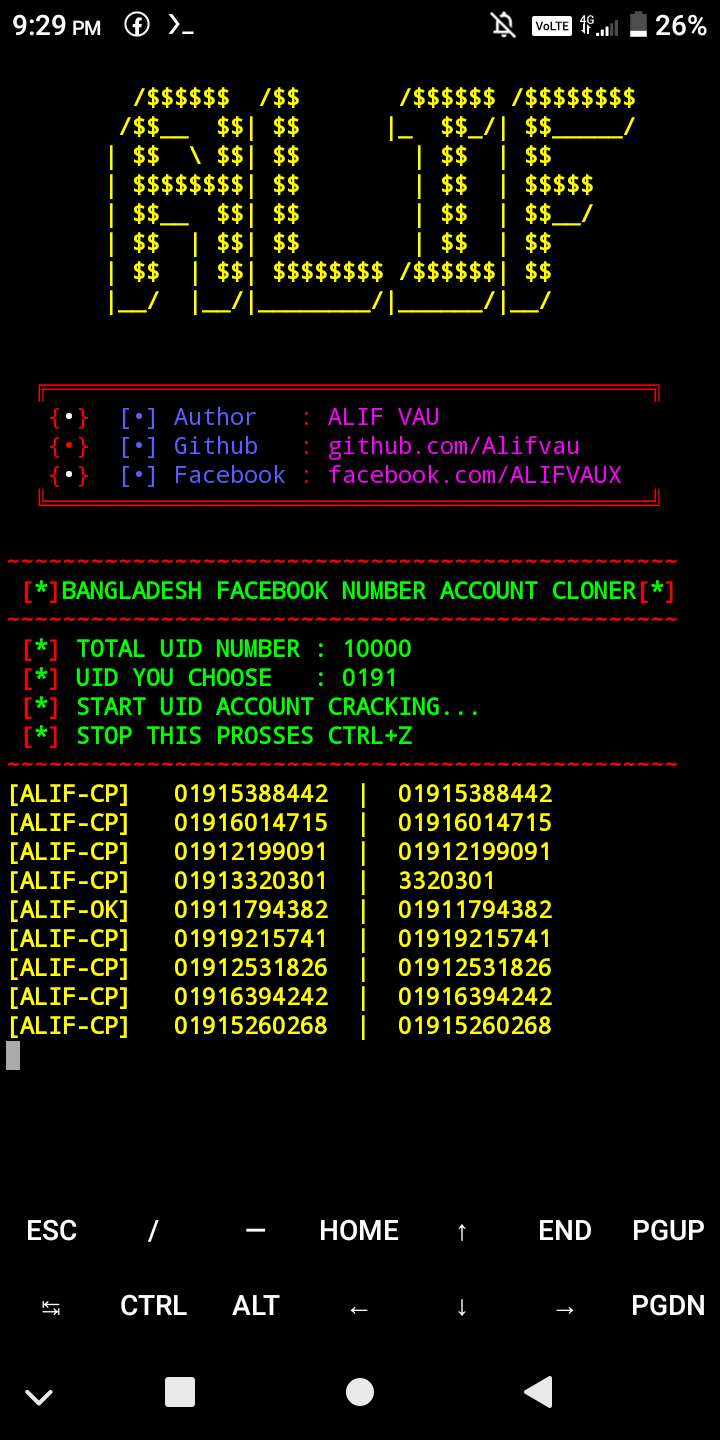 9:29 PM VoLTE 4G 26%
/$$$$$$  /$$       /$$$$$$ /$$$$$$$$
/$$__  $$| $$      |_  $$_/| $$_____/
| $$  \ $$| $$        | $$  | $$
| $$$$$$$$| $$        | $$  | $$$$$
| $$__  $$| $$        | $$  | $$__/
| $$  | $$| $$        | $$  | $$
| $$  | $$| $$$$$$$$ /$$$$$$| $$
|__/  |__/|________/|______/|__/
{•} [•] Author : ALIF VAU
{•} [•] Github : github.com/Alifvau
{•} [•] Facebook : facebook.com/ALIFVAUX
~~~~~~~~~~~~~~~~~~~~~~~~~~~~~~~~~~~~~~~~~~~~~~~~
[*]BANGLADESH FACEBOOK NUMBER ACCOUNT CLONER[*]
~~~~~~~~~~~~~~~~~~~~~~~~~~~~~~~~~~~~~~~~~~~~~~~~
[*] TOTAL UID NUMBER : 10000
[*] UID YOU CHOOSE   : 0191
[*] START UID ACCOUNT CRACKING...
[*] STOP THIS PROSSES CTRL+Z
~~~~~~~~~~~~~~~~~~~~~~~~~~~~~~~~~~~~~~~~~~~~~~~~
[ALIF-CP] 01915388442 | 01915388442
[ALIF-CP] 01916014715 | 01916014715
[ALIF-CP] 01912199091 | 01912199091
[ALIF-CP] 01913320301 | 3320301
[ALIF-OK] 01911794382 | 01911794382
[ALIF-CP] 01919215741 | 01919215741
[ALIF-CP] 01912531826 | 01912531826
[ALIF-CP] 01916394242 | 01916394242
[ALIF-CP] 01915260268 | 01915260268
ESC / — HOME ↑ END PGUP
↹ CTRL ALT ← ↓ → PGDN